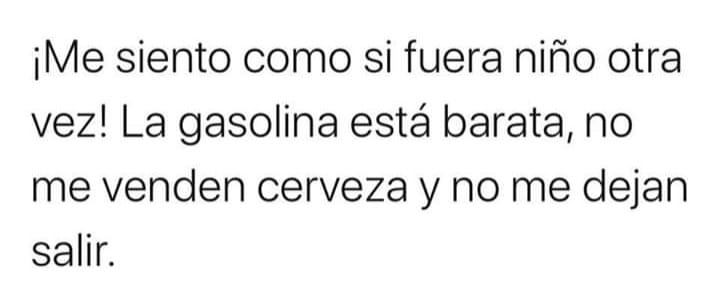 ¡Me siento como si fuera niño otra
vez! La gasolina está barata, no
me venden cerveza y no me dejan
salir.